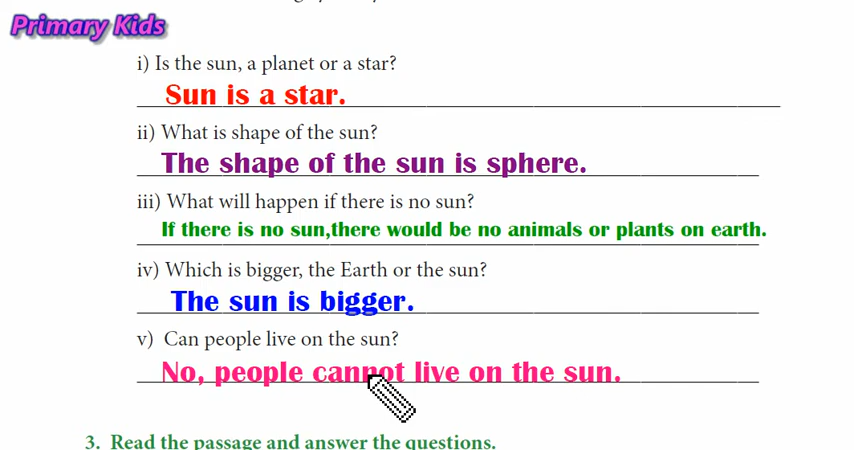 Primary Kids
i) Is the sun, a planet or a star?
Sun is a star.
ii) What is shape of the sun?
The shape of the sun is sphere.
iii) What will happen if there is no sun?
If there is no sun,there would be no animals or plants on earth.
iv) Which is bigger, the Earth or the sun?
The sun is bigger.
v) Can people live on the sun?
No, people cannot live on the sun.
3. Read the passage and answer the questions.